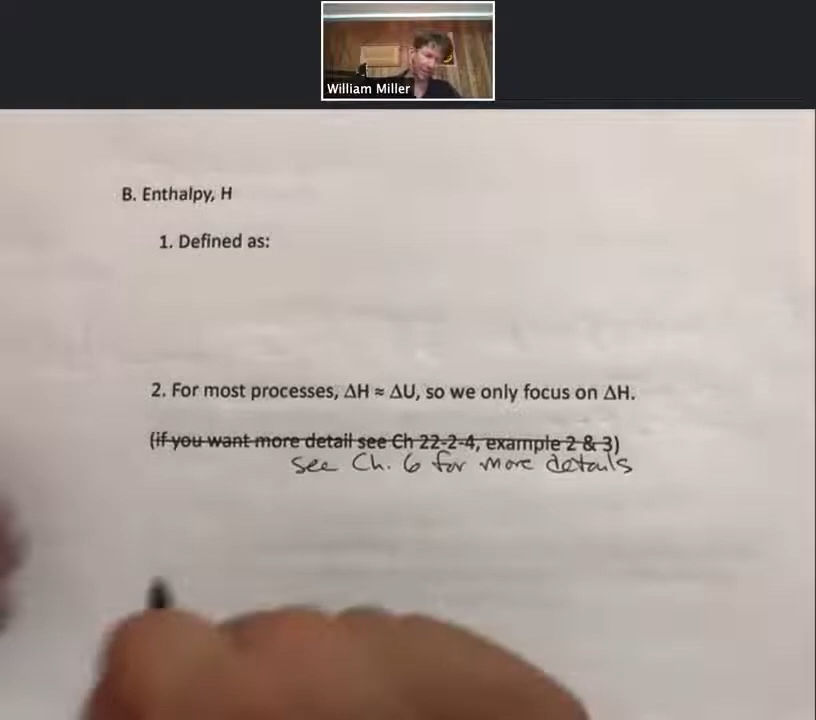 William Miller
B. Enthalpy, H
1. Defined as:
2. For most processes, ΔH ≈ ΔU, so we only focus on ΔH.
(if you want more detail see Ch 22-2-4, example 2 & 3)
see Ch. 6 for more details